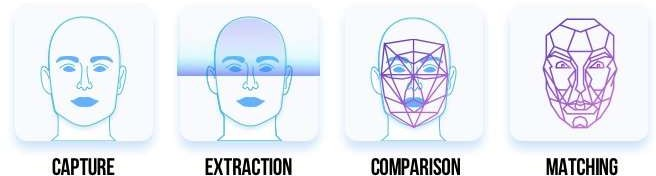 CAPTURE
EXTRACTION
COMPARISON
MATCHING